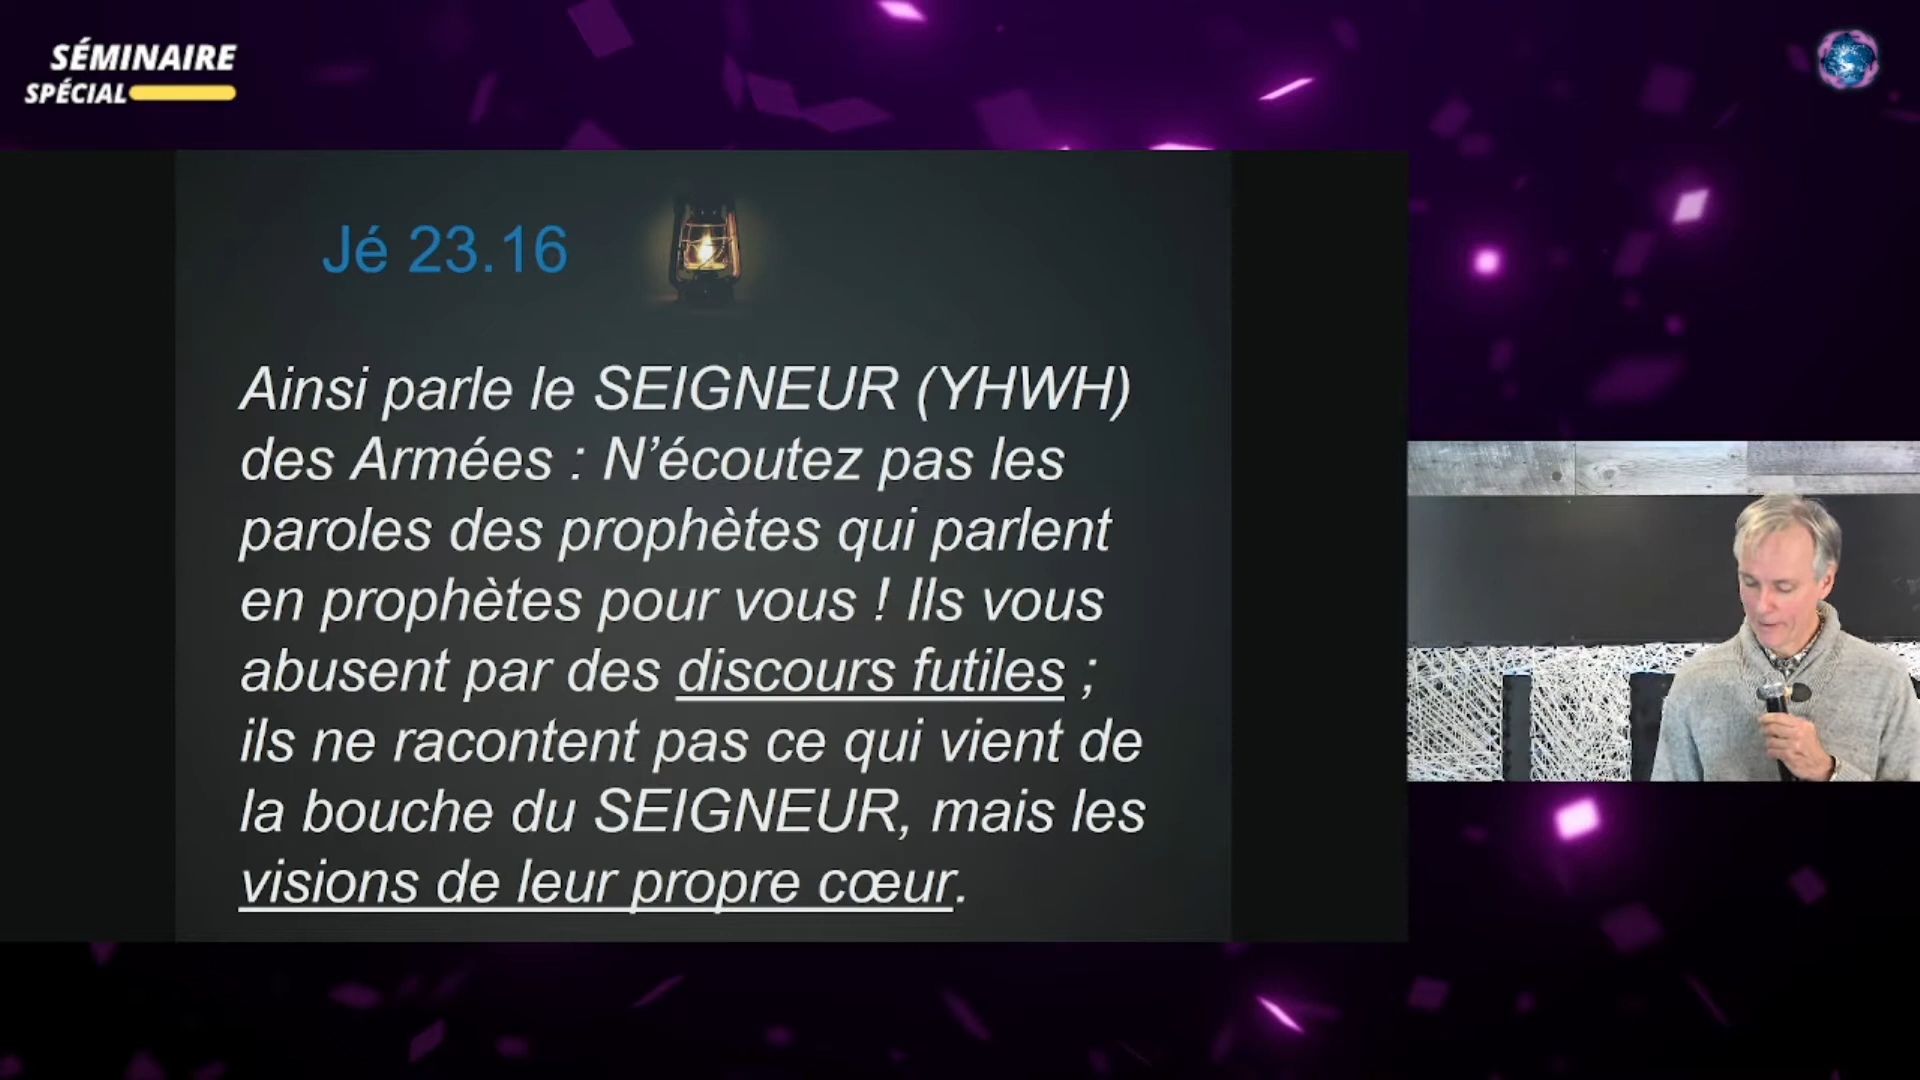 SÉMINAIRE
SPÉCIAL
Jé 23.16
Ainsi parle le SEIGNEUR (YHWH)
des Armées : N’écoutez pas les
paroles des prophètes qui parlent
en prophètes pour vous ! Ils vous
abusent par des discours futiles ;
ils ne racontent pas ce qui vient de
la bouche du SEIGNEUR, mais les
visions de leur propre cœur.